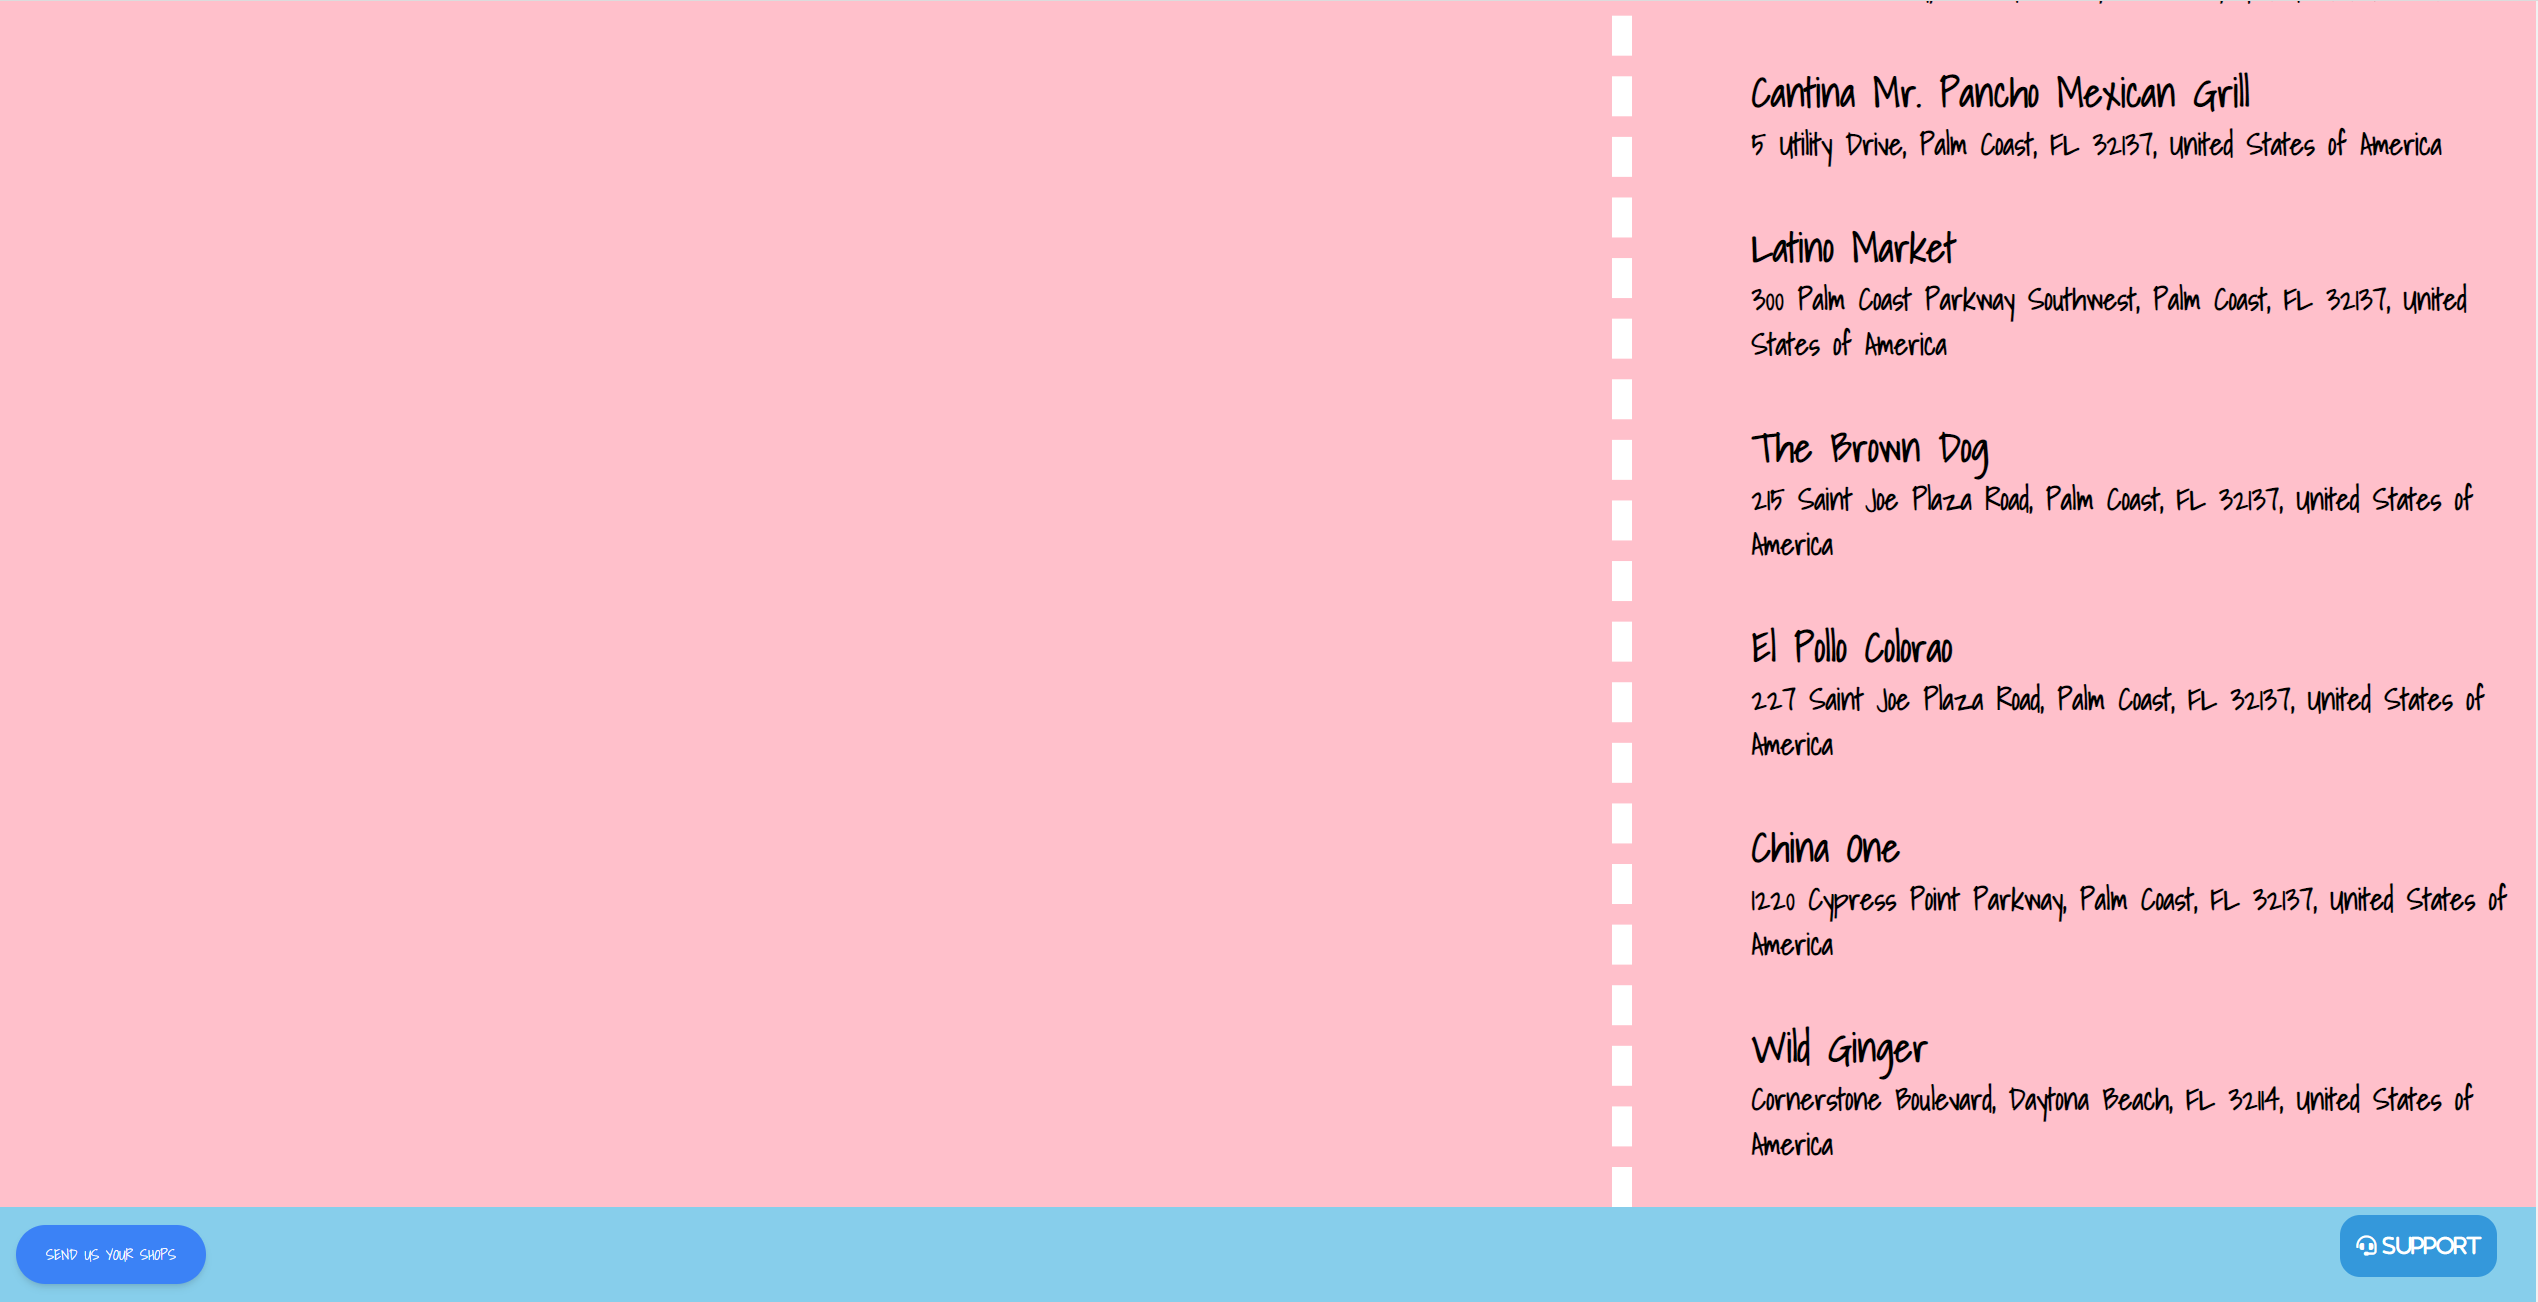 Cantina Mr. Pancho Mexican Grill
5 Utility Drive, Palm Coast, FL 32137, United States of America
Latino Market
300 Palm Coast Parkway Southwest, Palm Coast, FL 32137, United
States of America
The Brown Dog
215 Saint Joe Plaza Road, Palm Coast, FL 32137, United States of
America
El Pollo Colorao
227 Saint Joe Plaza Road, Palm Coast, FL 32137, United States of
America
China One
1220 Cypress Point Parkway, Palm Coast, FL 32137, United States of
America
Wild Ginger
Cornerstone Boulevard, Daytona Beach, FL 32114, United States of
America
SEND US YOUR SHOPS
SUPPORT